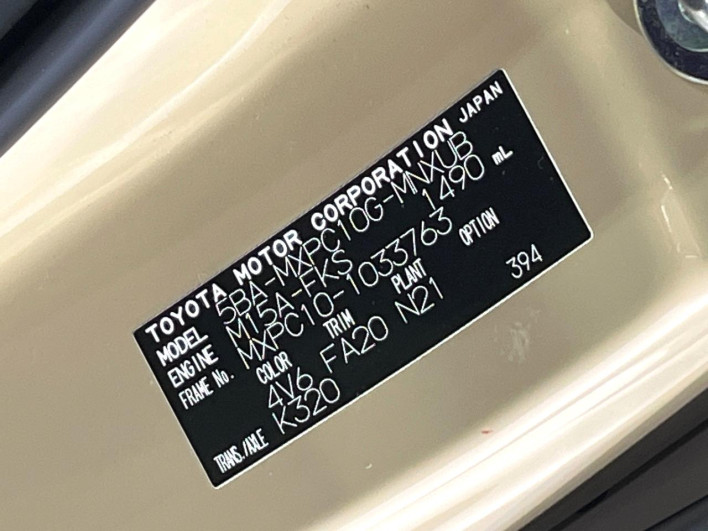 TOYOTA MOTOR CORPORATION JAPAN
MODEL 5BA-MXPC10G-MNXUB
ENGINE M15A-FKS 1490 mL
FRAME No. MXPC10-1033763
COLOR TRIM PLANT OPTION
4V6 FA20 N21 394
TRANS./AXLE K320